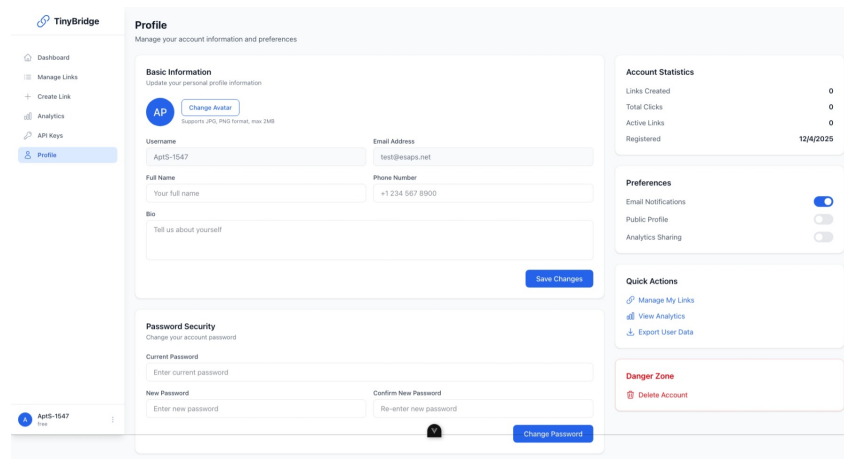 TinyBridge
Dashboard
Manage Links
Create Link
Analytics
API Keys
Profile
A
AptS-1547
free
Profile
Manage your account information and preferences
Basic Information
Update your personal profile information
AP
Change Avatar
Supports JPG, PNG format, max 2MB
Username
Email Address
AptS-1547
test@esaps.net
Full Name
Phone Number
Your full name
+1 234 567 8900
Bio
Tell us about yourself
Save Changes
Password Security
Change your account password
Current Password
Enter current password
New Password
Confirm New Password
Enter new password
Re-enter new password
Change Password
Account Statistics
Links Created 0
Total Clicks 0
Active Links 0
Registered 12/4/2025
Preferences
Email Notifications
Public Profile
Analytics Sharing
Quick Actions
Manage My Links
View Analytics
Export User Data
Danger Zone
Delete Account